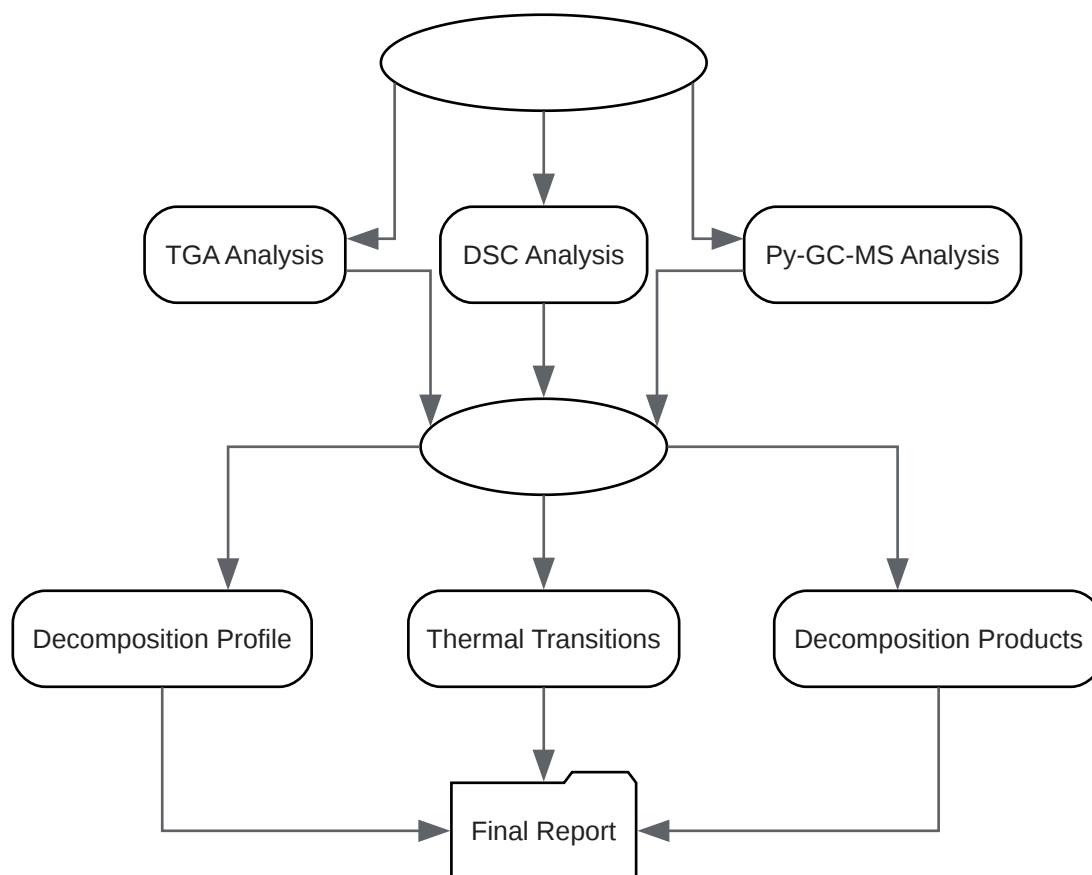 TGA Analysis
DSC Analysis
Py-GC-MS Analysis
Decomposition Profile
Thermal Transitions
Decomposition Products
Final Report